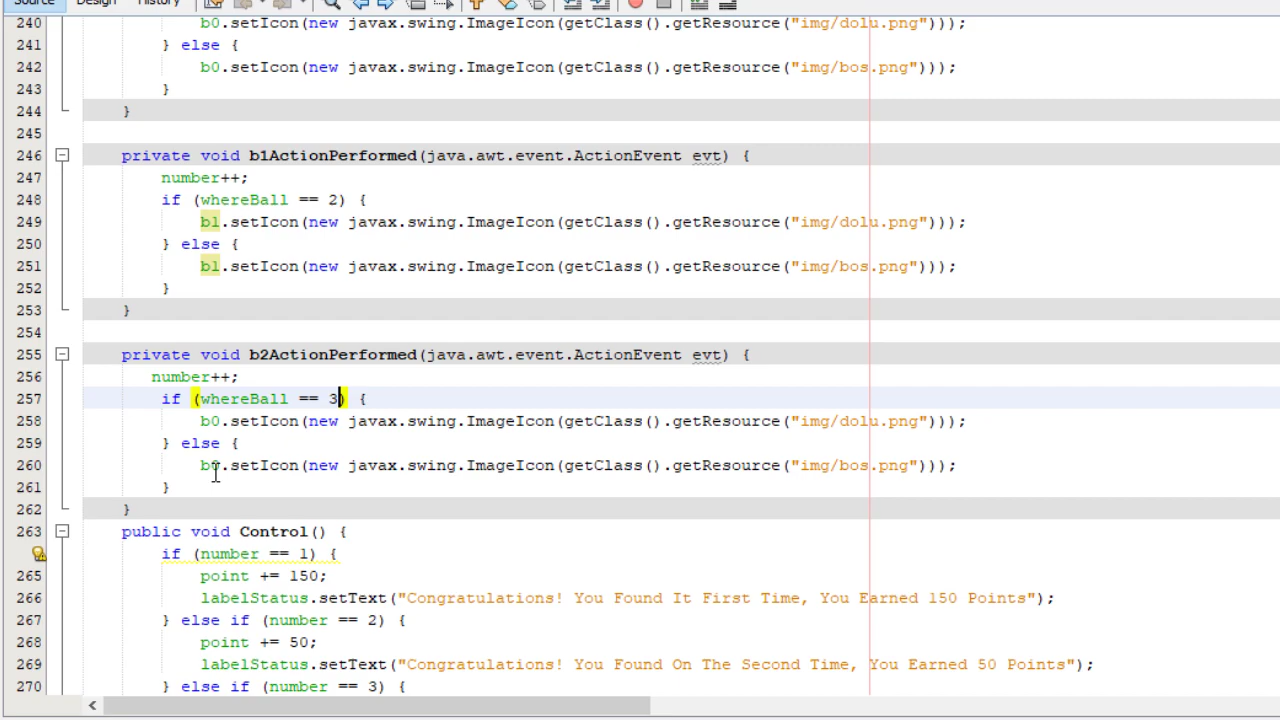 Source Design History
240 b0.setIcon(new javax.swing.ImageIcon(getClass().getResource("img/dolu.png")));
241 } else {
242 b0.setIcon(new javax.swing.ImageIcon(getClass().getResource("img/bos.png")));
243 }
244 }
245
246 private void b1ActionPerformed(java.awt.event.ActionEvent evt) {
247 number++;
248 if (whereBall == 2) {
249 b1.setIcon(new javax.swing.ImageIcon(getClass().getResource("img/dolu.png")));
250 } else {
251 b1.setIcon(new javax.swing.ImageIcon(getClass().getResource("img/bos.png")));
252 }
253 }
254
255 private void b2ActionPerformed(java.awt.event.ActionEvent evt) {
256 number++;
257 if (whereBall == 3) {
258 b0.setIcon(new javax.swing.ImageIcon(getClass().getResource("img/dolu.png")));
259 } else {
260 b0.setIcon(new javax.swing.ImageIcon(getClass().getResource("img/bos.png")));
261 }
262 }
263 public void Control() {
if (number == 1) {
265 point += 150;
266 labelStatus.setText("Congratulations! You Found It First Time, You Earned 150 Points");
267 } else if (number == 2) {
268 point += 50;
269 labelStatus.setText("Congratulations! You Found On The Second Time, You Earned 50 Points");
270 } else if (number == 3) {